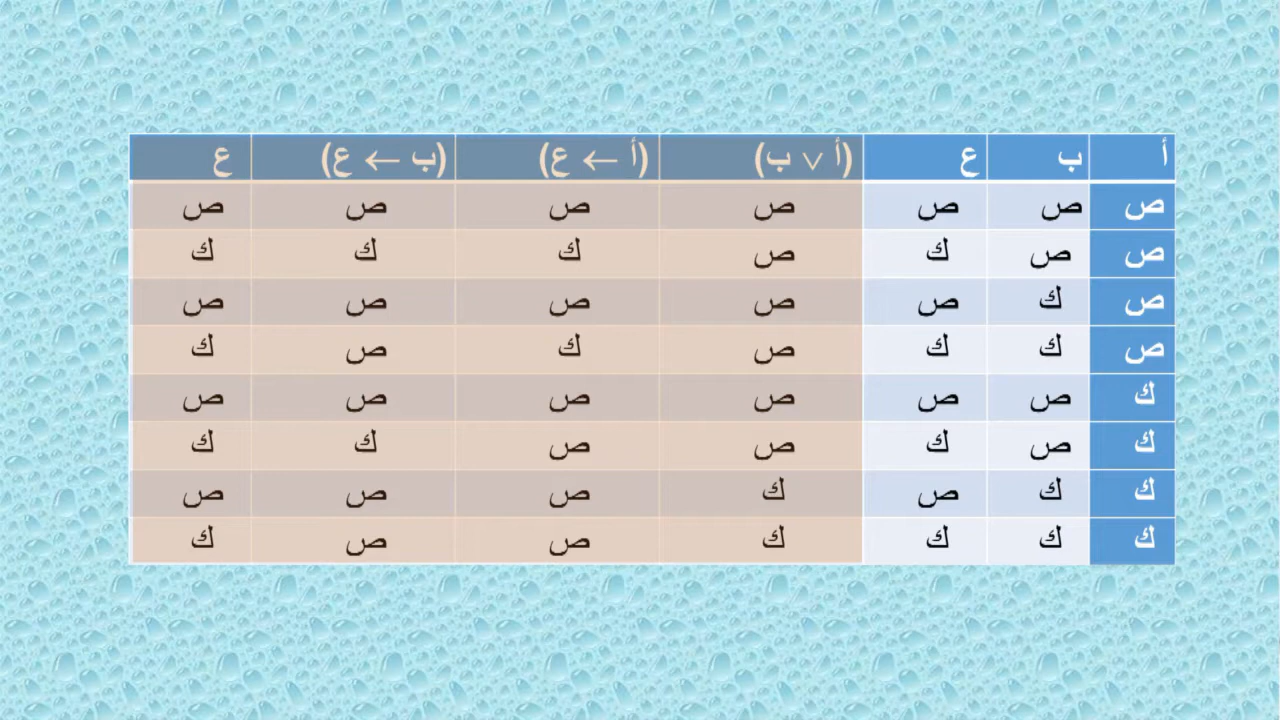 أ ب ع (أ ∨ ب) (أ ← ع) (ب ← ع) ع
ص ص ص ص ص ص ص
ص ص ك ص ك ك ك
ص ك ص ص ص ص ص
ص ك ك ص ك ص ك
ك ص ص ص ص ص ص
ك ص ك ص ص ك ك
ك ك ص ك ص ص ص
ك ك ك ك ص ص ك